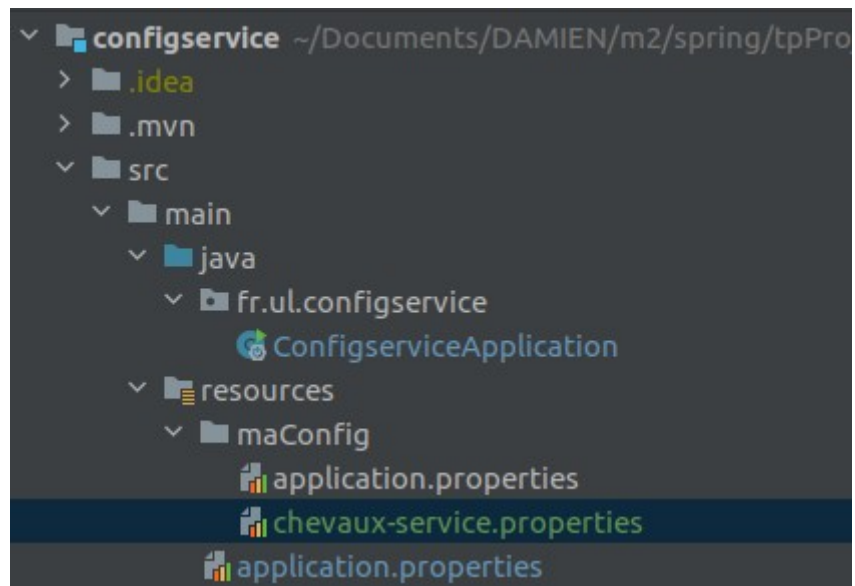 configservice ~/Documents/DAMIEN/m2/spring/tpPro
.idea
.mvn
src
main
java
fr.ul.configservice
ConfigserviceApplication
resources
maConfig
application.properties
chevaux-service.properties
application.properties